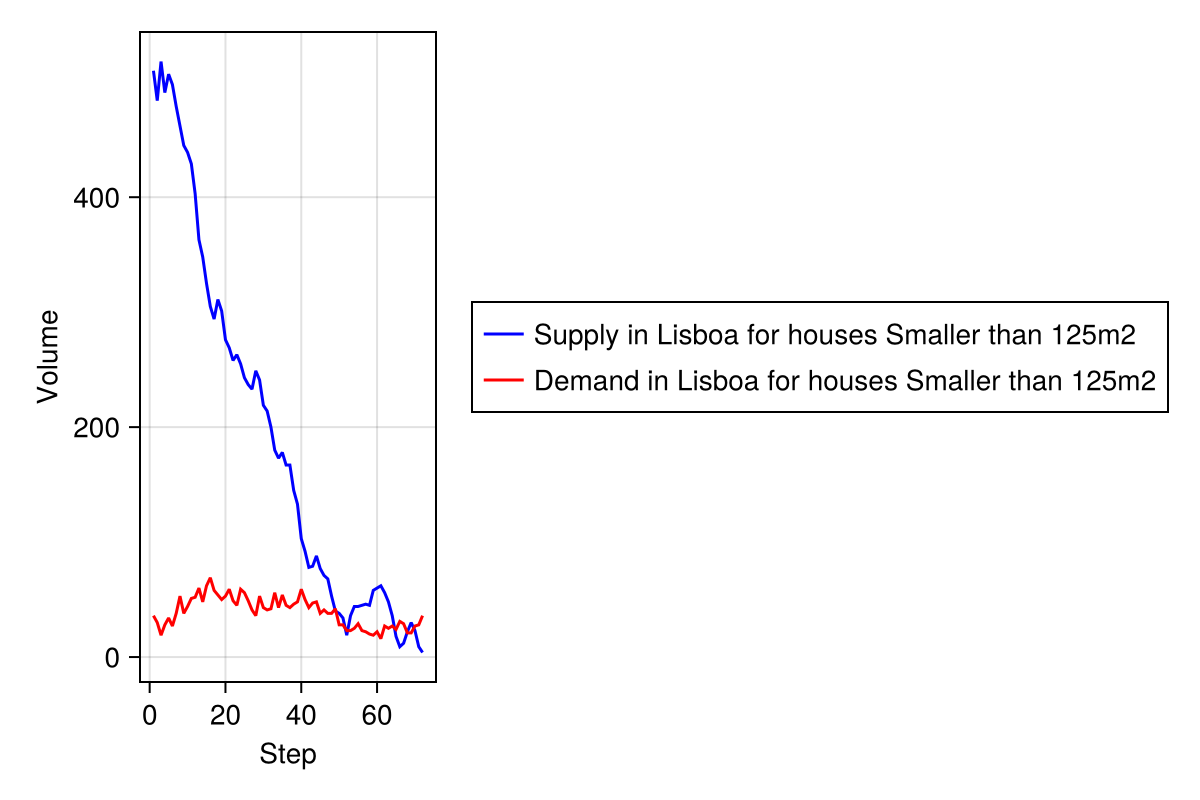 Volume
400
200
0
0 20 40 60
Step
Supply in Lisboa for houses Smaller than 125m2
Demand in Lisboa for houses Smaller than 125m2